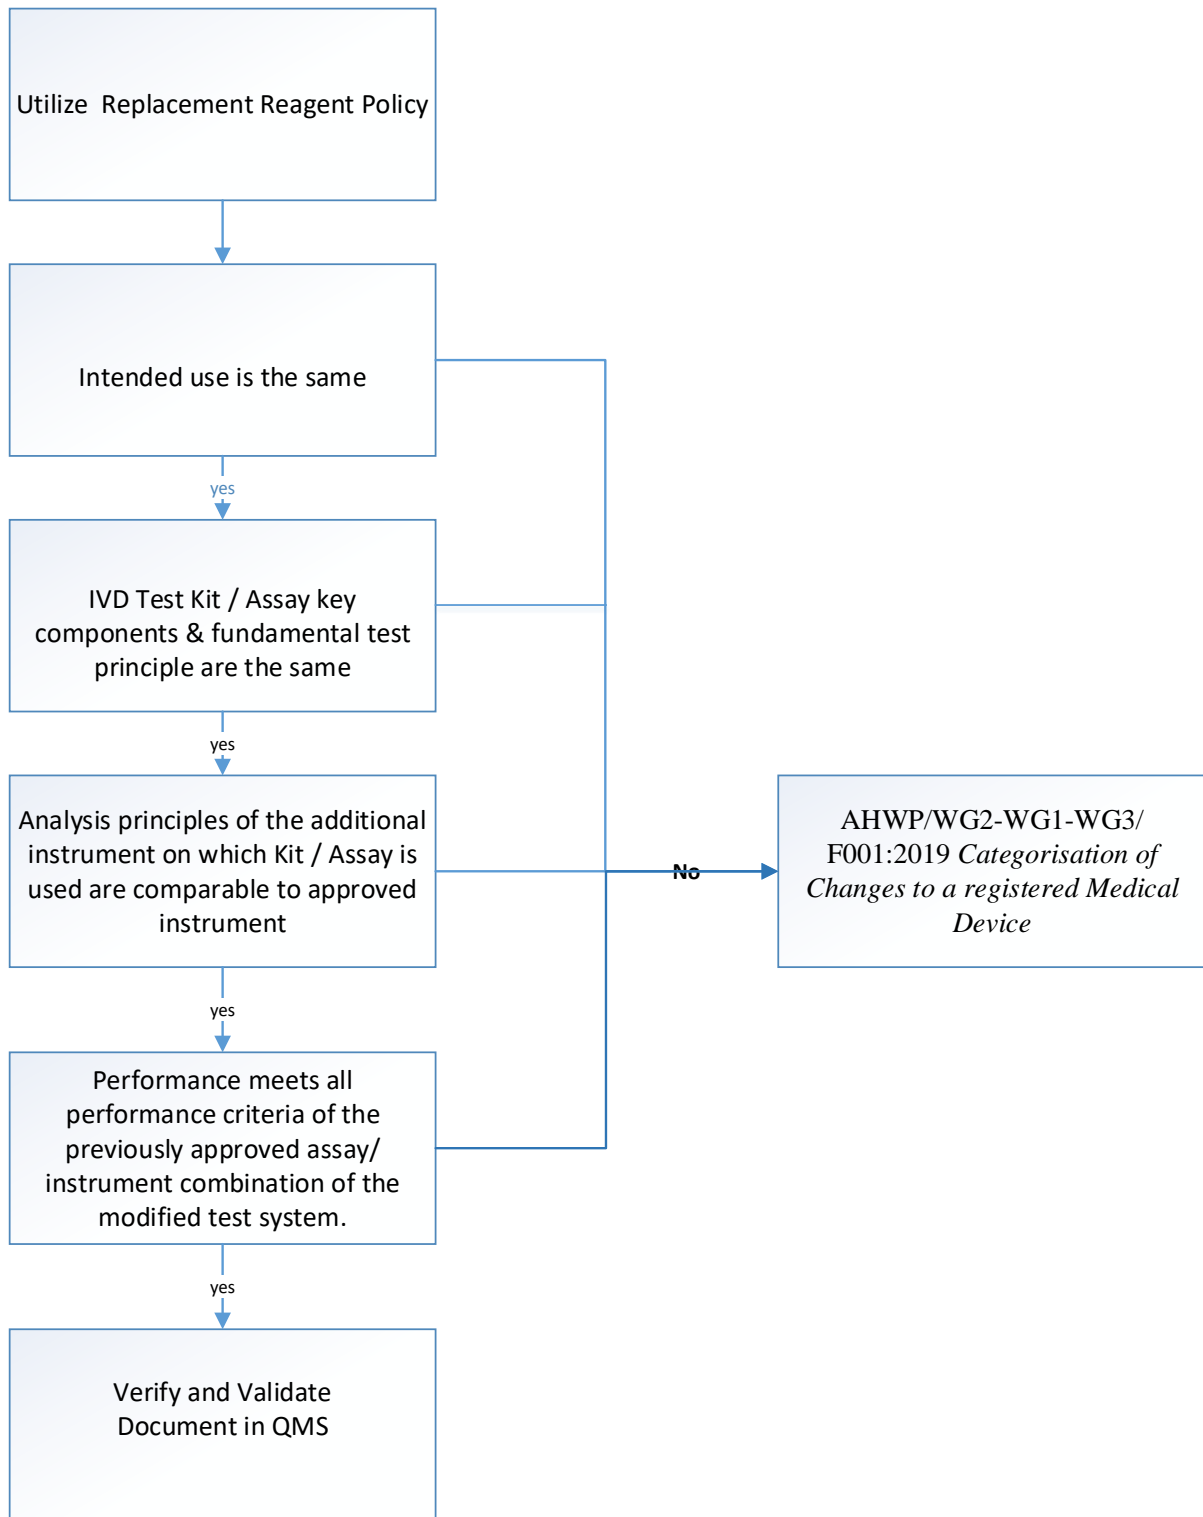 Utilize  Replacement Reagent Policy
Intended use is the same
yes
IVD Test Kit / Assay key
components & fundamental test
principle are the same
yes
Analysis principles of the additional
instrument on which Kit / Assay is
used are comparable to approved
instrument
No
AHWP/WG2-WG1-WG3/
F001:2019 Categorisation of
Changes to a registered Medical
Device
yes
Performance meets all
performance criteria of the
previously approved assay/
instrument combination of the
modified test system.
yes
Verify and Validate
Document in QMS